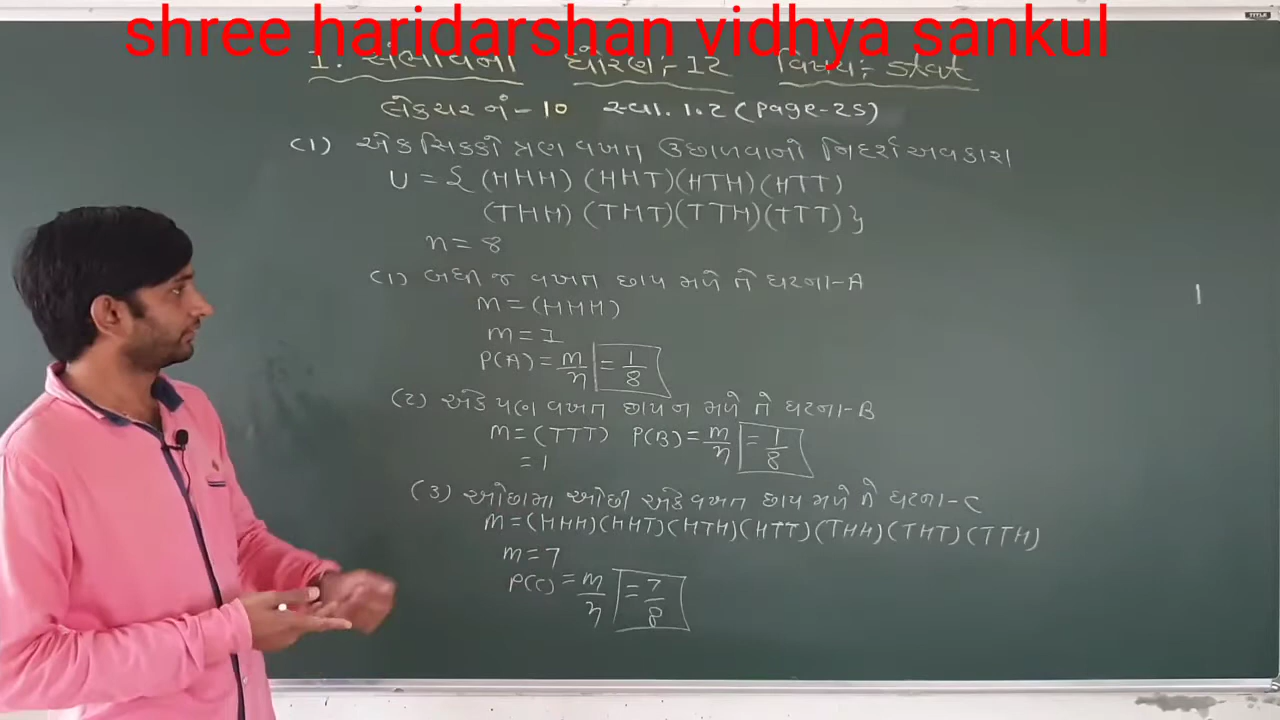 shree haridarshan vidhya sankul
1. સંભાવના ધોરણ:-12 વિષય:- stat
લેકચર નં - 10 સ્વા. 1.2 (page-25)
(1) એક સિક્કો ત્રણ વખત ઉછાળવાનો નિદર્શ અવકાશ
U = { (HHH) (HHT)(HTH)(HTT)
(THH) (THT)(TTH)(TTT) }
n = 8
(1) બધી જ વખત છાપ મળે તે ઘટના - A
m = (HHH)
m = 1
P(A) = m/n = 1/8
(2) એકે પણ વખત છાપ ન મળે તે ઘટના - B
m = (TTT) P(B) = m/n = 1/8
= 1
(3) ઓછામા ઓછી એકે વખત છાપ મળે તે ઘટના - C
m = (HHH)(HHT)(HTH)(HTT)(THH)(THT)(TTH)
m = 7
P(C) = m/n = 7/8